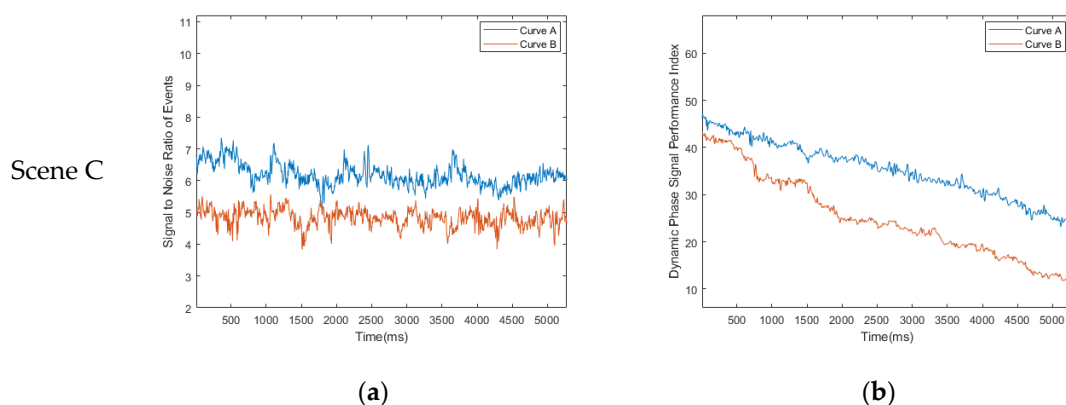 Scene C
Signal to Noise Ratio of Events
11
10
9
8
7
6
5
4
3
2
500 1000 1500 2000 2500 3000 3500 4000 4500 5000
Time(ms)
Curve A
Curve B
(a)
Dynamic Phase Signal Performance Index
60
50
40
30
20
10
500 1000 1500 2000 2500 3000 3500 4000 4500 5000
Time(ms)
Curve A
Curve B
(b)